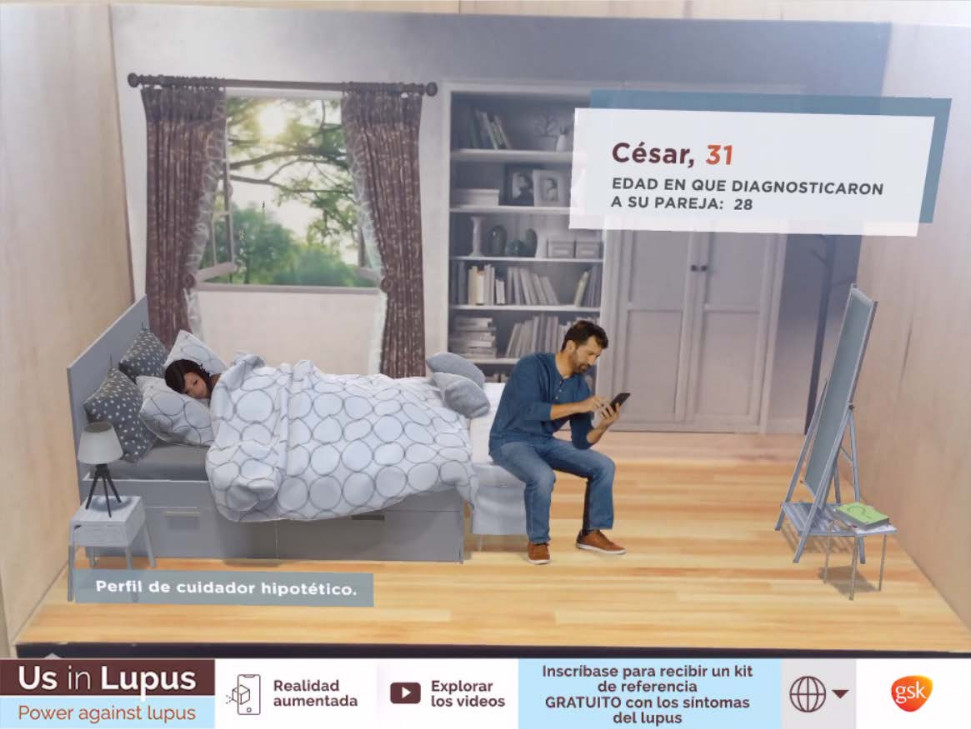 César, 31
EDAD EN QUE DIAGNOSTICARON
A SU PAREJA: 28
Perfil de cuidador hipotético.
Us in Lupus
Power against lupus
Realidad
aumentada
Explorar
los videos
Inscríbase para recibir un kit
de referencia
GRATUITO con los síntomas
del lupus
gsk